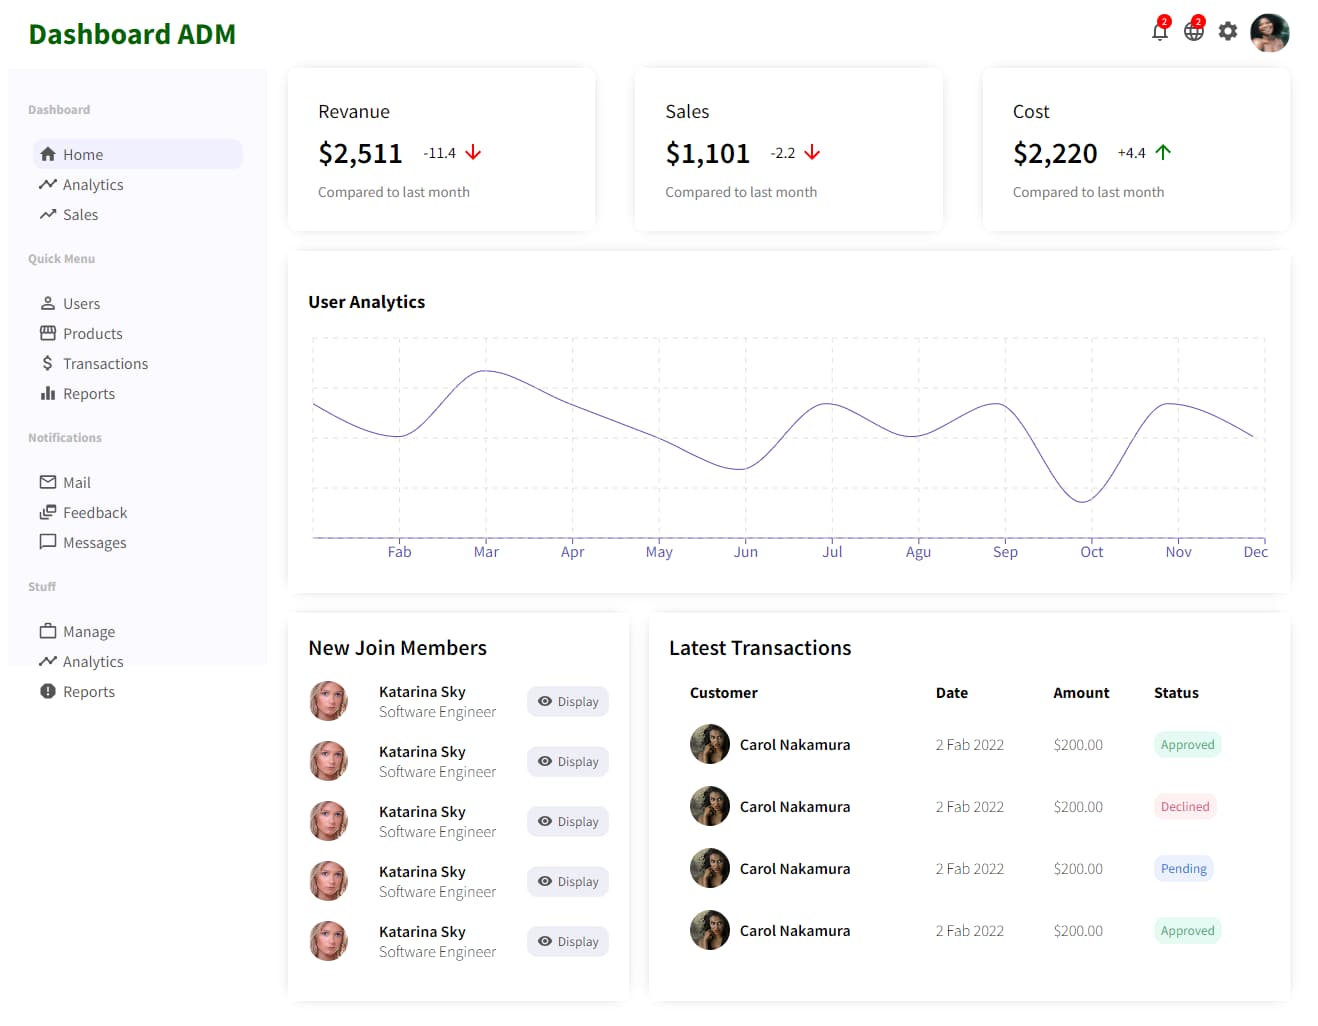 Dashboard ADM
2
2
Dashboard
Home
Analytics
Sales
Quick Menu
Users
Products
Transactions
Reports
Notifications
Mail
Feedback
Messages
Stuff
Manage
Analytics
Reports
Revanue
$2,511 -11.4
Compared to last month
Sales
$1,101 -2.2
Compared to last month
Cost
$2,220 +4.4
Compared to last month
User Analytics
Fab Mar Apr May Jun Jul Agu Sep Oct Nov Dec
New Join Members
Katarina Sky
Software Engineer
Display
Katarina Sky
Software Engineer
Display
Katarina Sky
Software Engineer
Display
Katarina Sky
Software Engineer
Display
Katarina Sky
Software Engineer
Display
Latest Transactions
Customer Date Amount Status
Carol Nakamura 2 Fab 2022 $200.00 Approved
Carol Nakamura 2 Fab 2022 $200.00 Declined
Carol Nakamura 2 Fab 2022 $200.00 Pending
Carol Nakamura 2 Fab 2022 $200.00 Approved